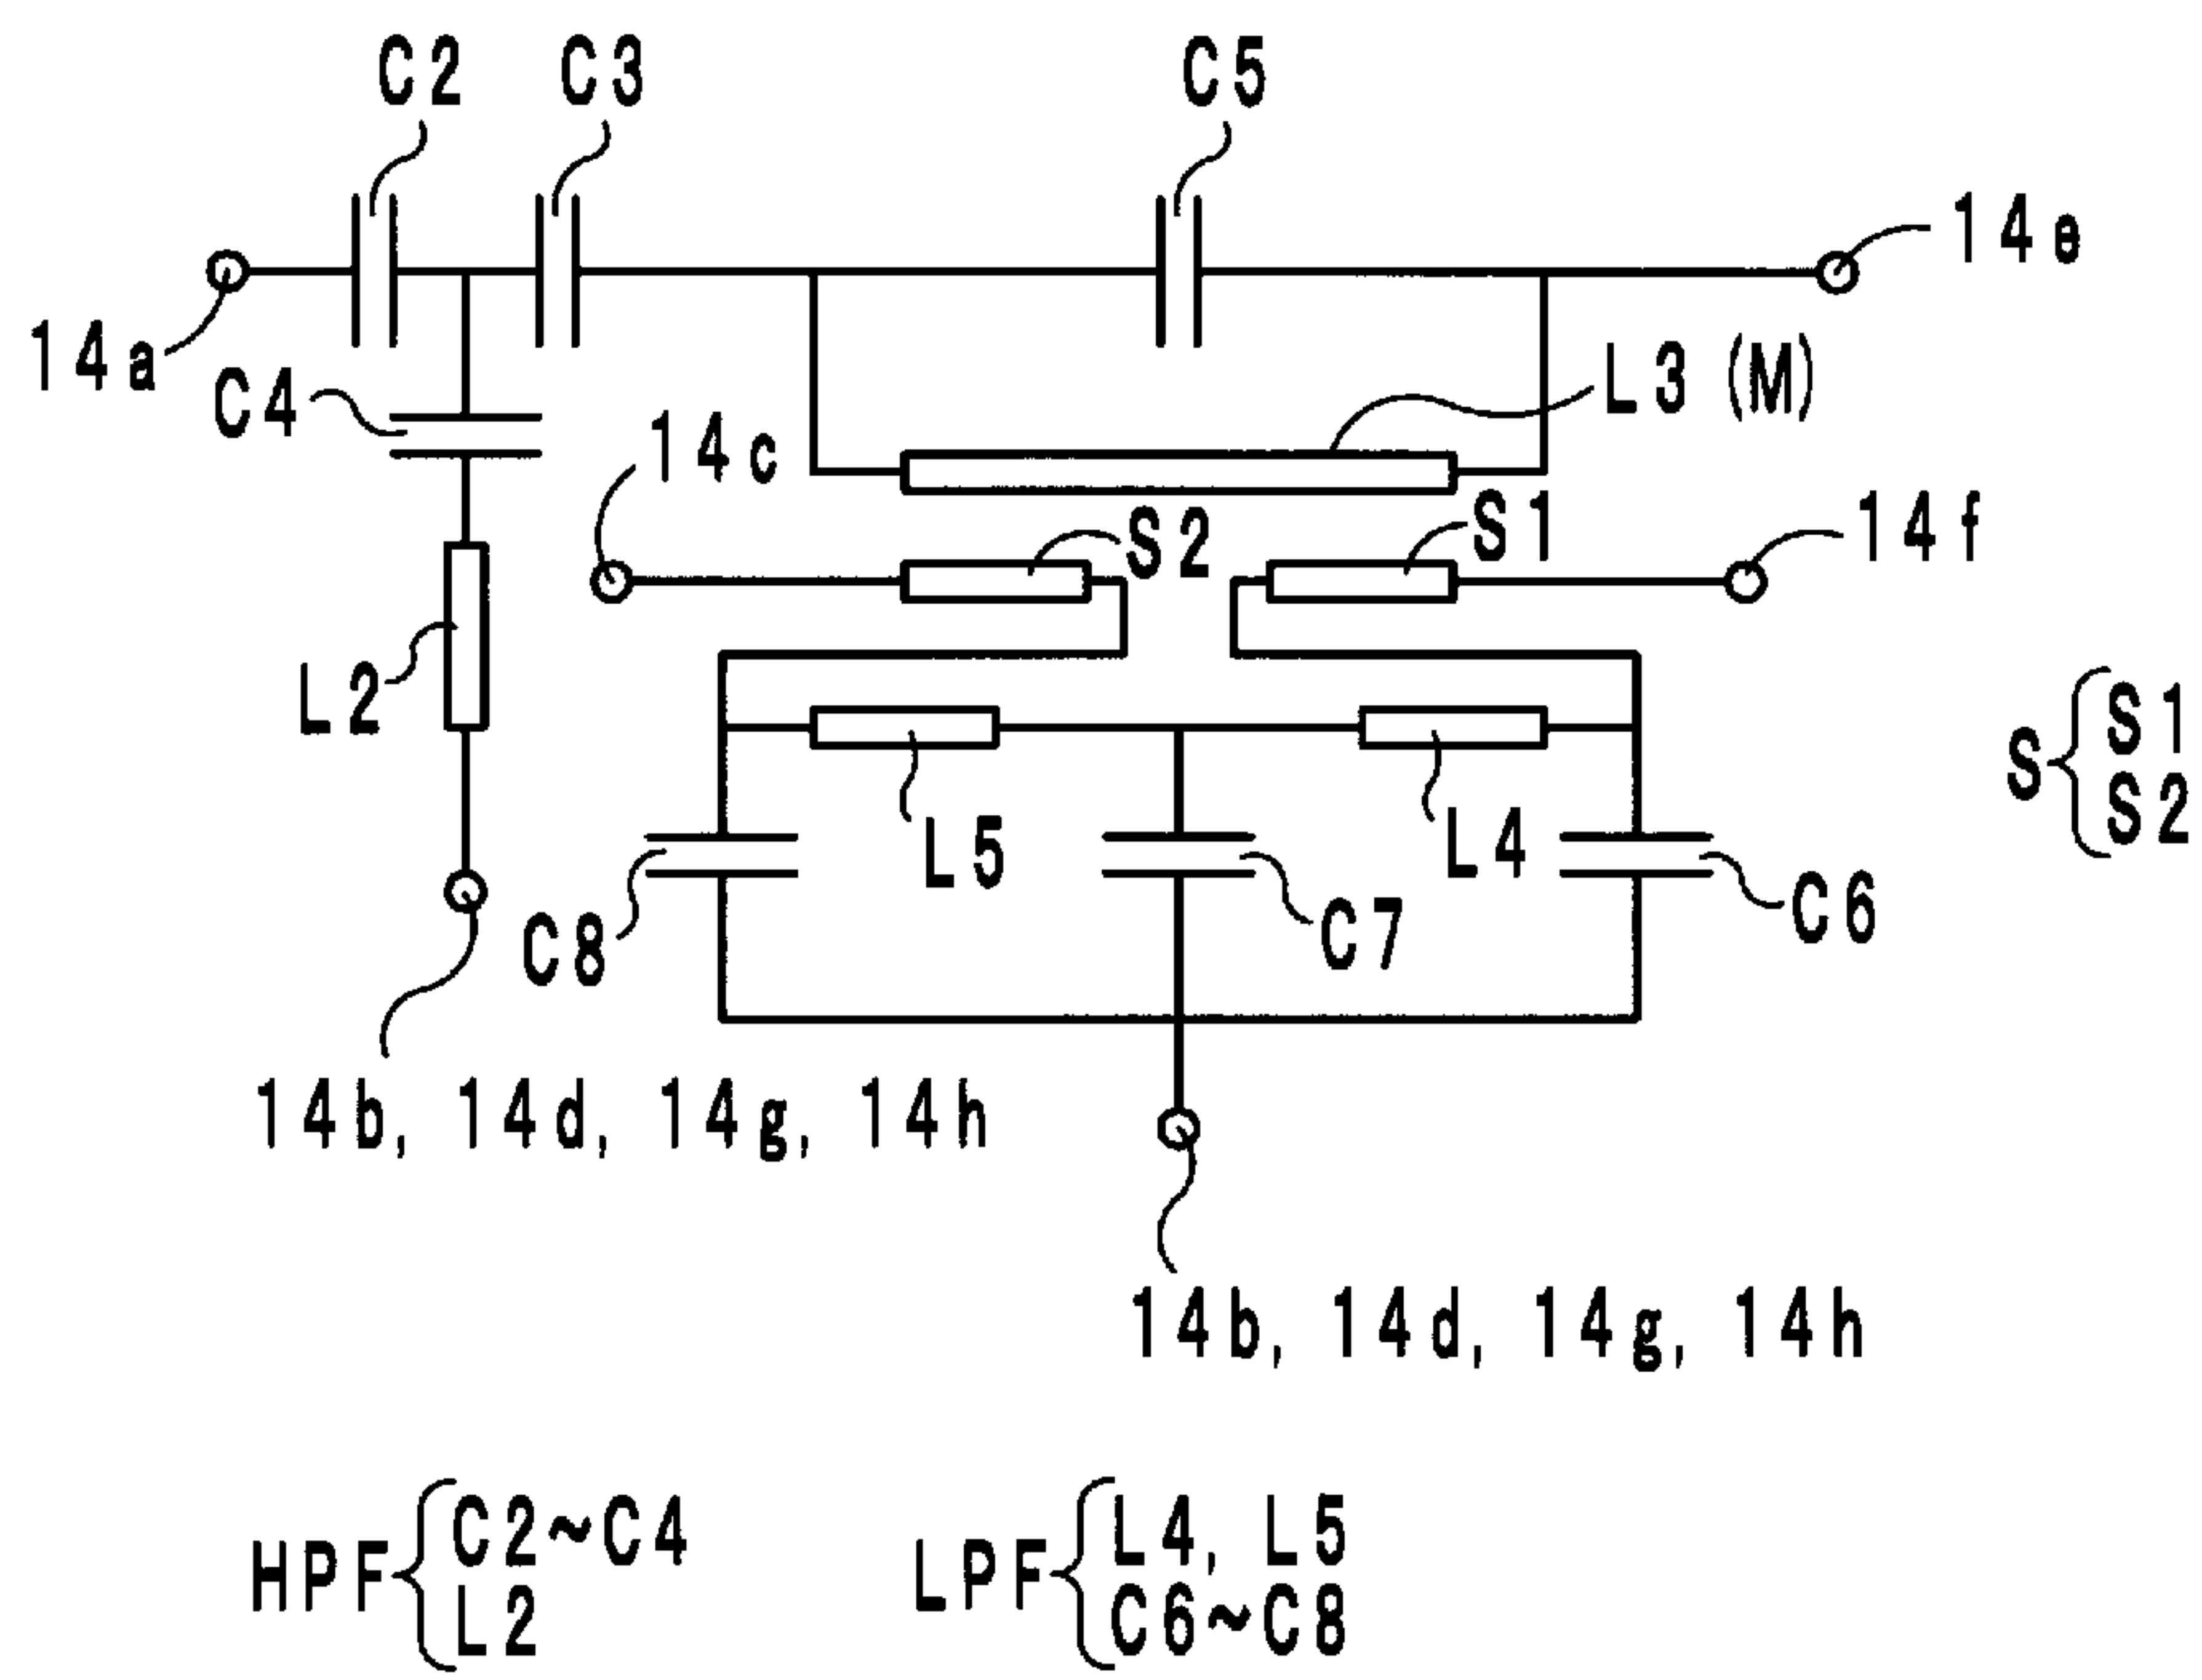 C2 C3 C5
14e
14a
C4
L3 (M)
14c
S2 S1 14f
L2
S { S1
S2
L5 L4
C8 C7 C6
14b, 14d, 14g, 14h
14b, 14d, 14g, 14h
HPF { C2~C4
L2
LPF { L4, L5
C6~C8